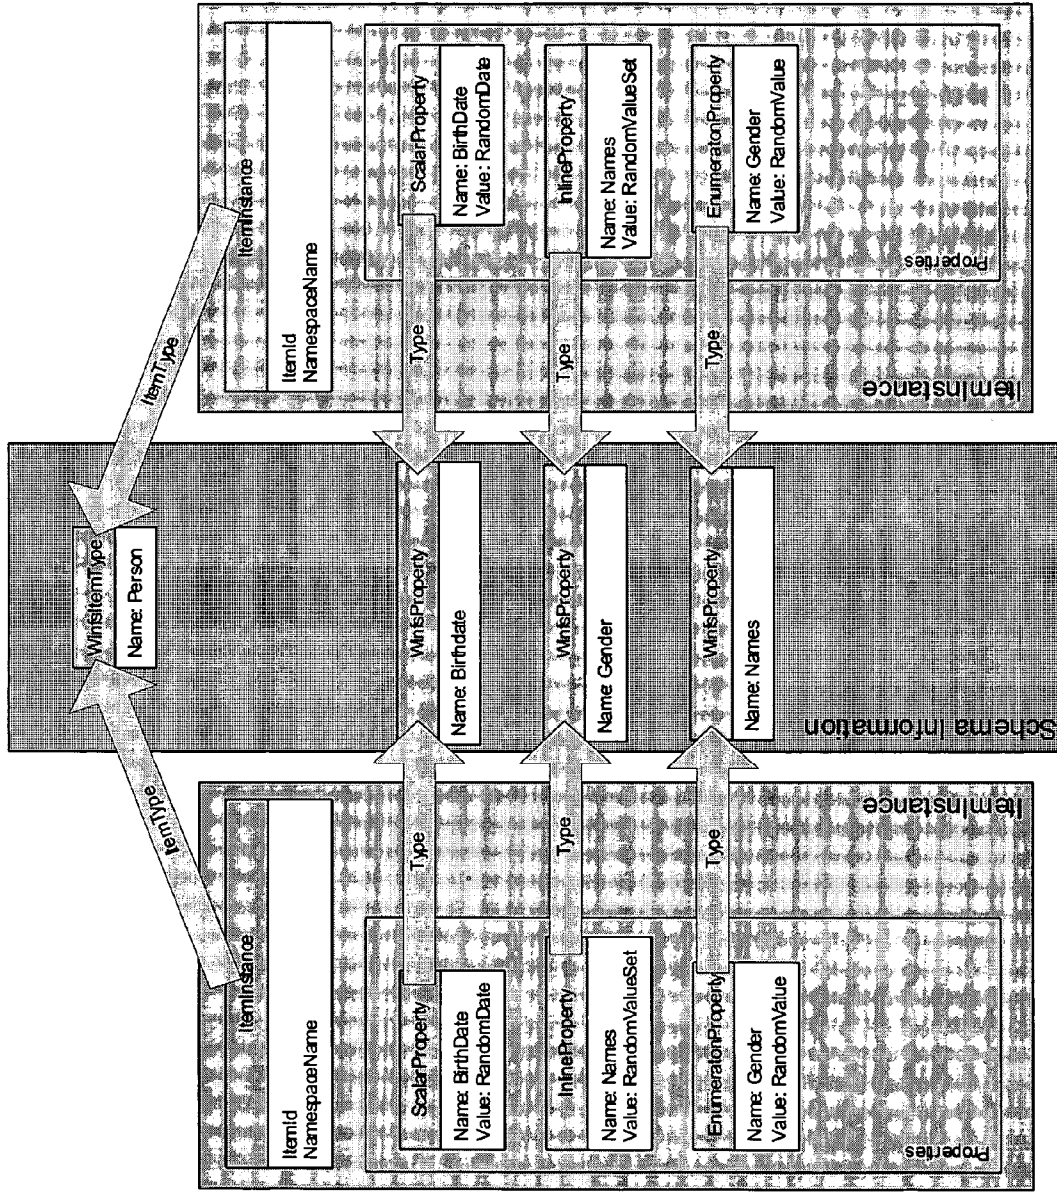 ItemInstance
ItemId
NamespaceName
ItemType
Properties
ScalarProperty
Name: BirthDate
Value: RandomDate
Type
InlineProperty
Name: Names
Value: RandomValueSet
Type
EnumeratonProperty
Name: Gender
Value: RandomValue
Type
ItemInstance
Schema Information
WinfsItemType
Name: Person
WinfsProperty
Name: Birthdate
WinfsProperty
Name: Gender
WinfsProperty
Name: Names
ItemInstance
ItemId
NamespaceName
ItemType
Properties
ScalarProperty
Name: BirthDate
Value: RandomDate
Type
InlineProperty
Name: Names
Value: RandomValueSet
Type
EnumeratonProperty
Name: Gender
Value: RandomValue
Type
ItemInstance